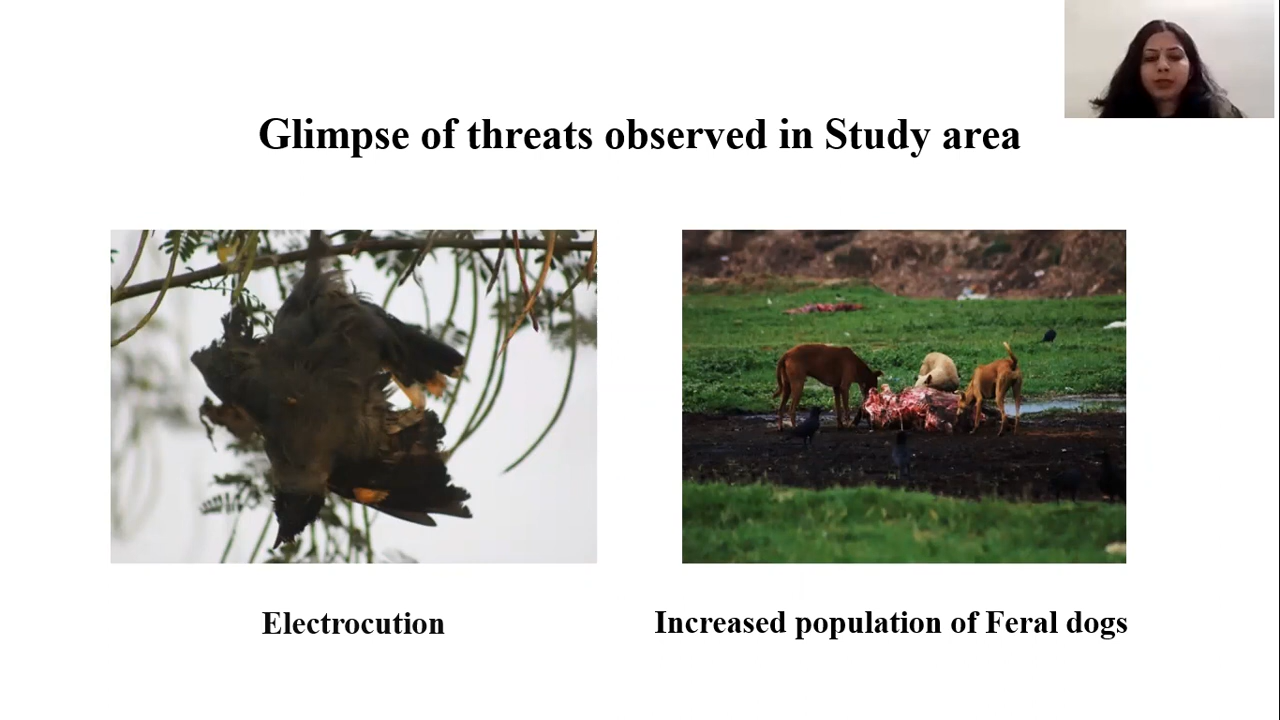 Glimpse of threats observed in Study area
Electrocution
Increased population of Feral dogs